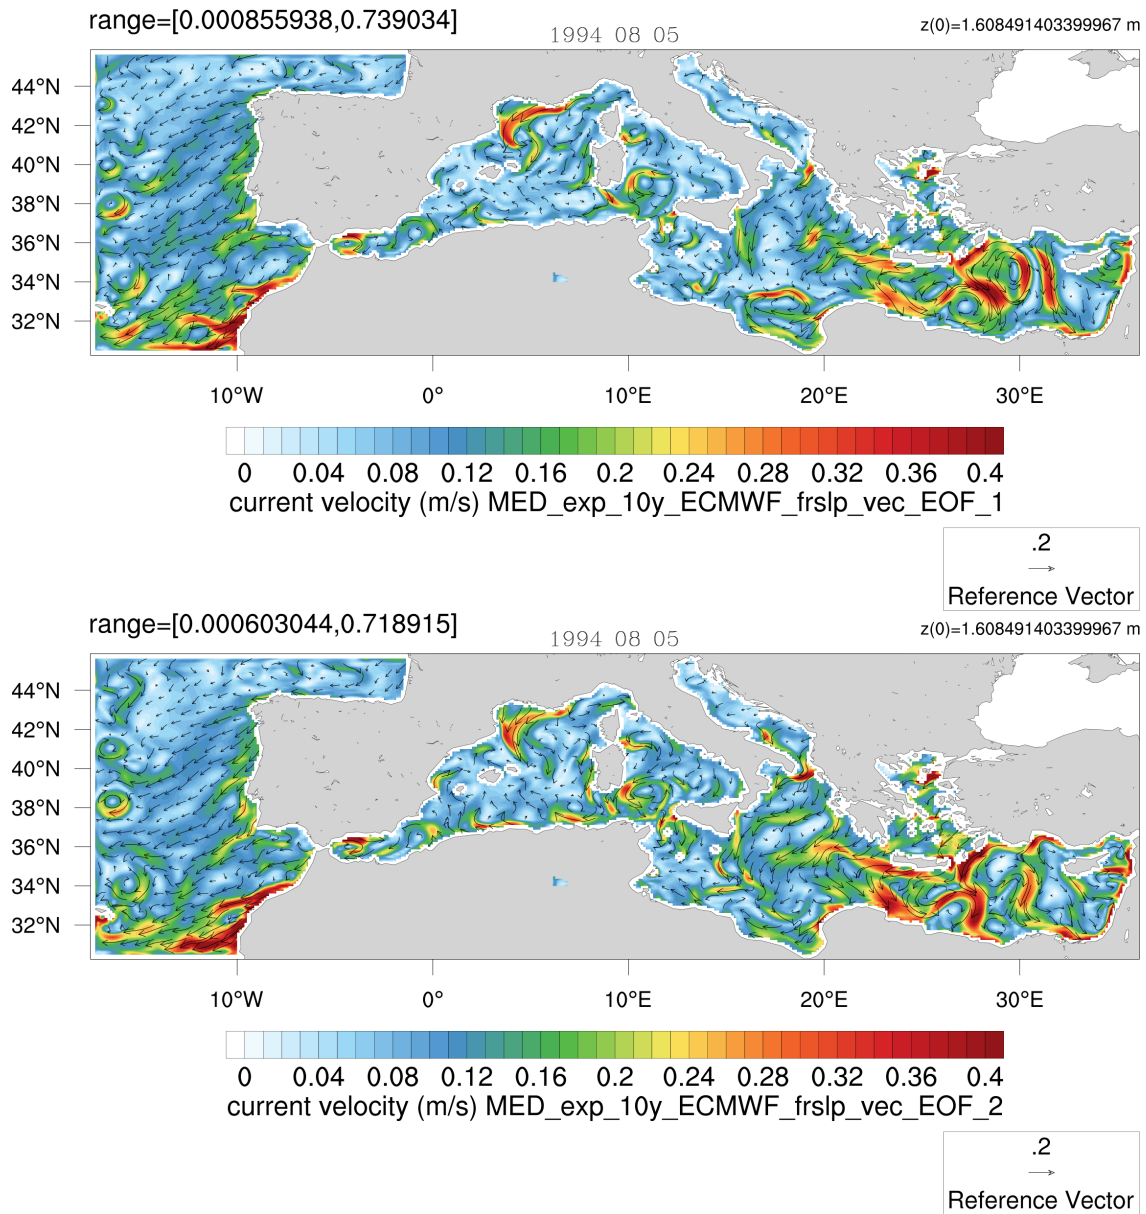 range=[0.000855938,0.739034]
1994 08 05
z(0)=1.608491403399967 m
44°N
42°N
40°N
38°N
36°N
34°N
32°N
10°W 0° 10°E 20°E 30°E
0 0.04 0.08 0.12 0.16 0.2 0.24 0.28 0.32 0.36 0.4
current velocity (m/s) MED_exp_10y_ECMWF_frslp_vec_EOF_1
.2
Reference Vector
range=[0.000603044,0.718915]
1994 08 05
z(0)=1.608491403399967 m
44°N
42°N
40°N
38°N
36°N
34°N
32°N
10°W 0° 10°E 20°E 30°E
0 0.04 0.08 0.12 0.16 0.2 0.24 0.28 0.32 0.36 0.4
current velocity (m/s) MED_exp_10y_ECMWF_frslp_vec_EOF_2
.2
Reference Vector